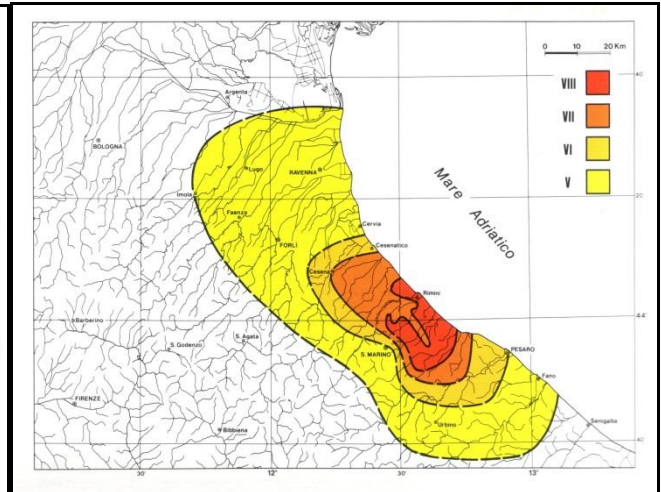 0 10 20 Km
VIII
VII
VI
V
40
Argenta
BOLOGNA
Mare Adriatico
Lugo
RAVENNA
Imola
20
Faenza
Cervia
FORLÌ
Cesenatico
Cesena
Rimini
Barberino
44°
S. Agata
S. Godenzo
S. MARINO
PESARO
Fano
FIRENZE
Urbino
Bibbiena
Senigallia
30'
12°
30'
13°